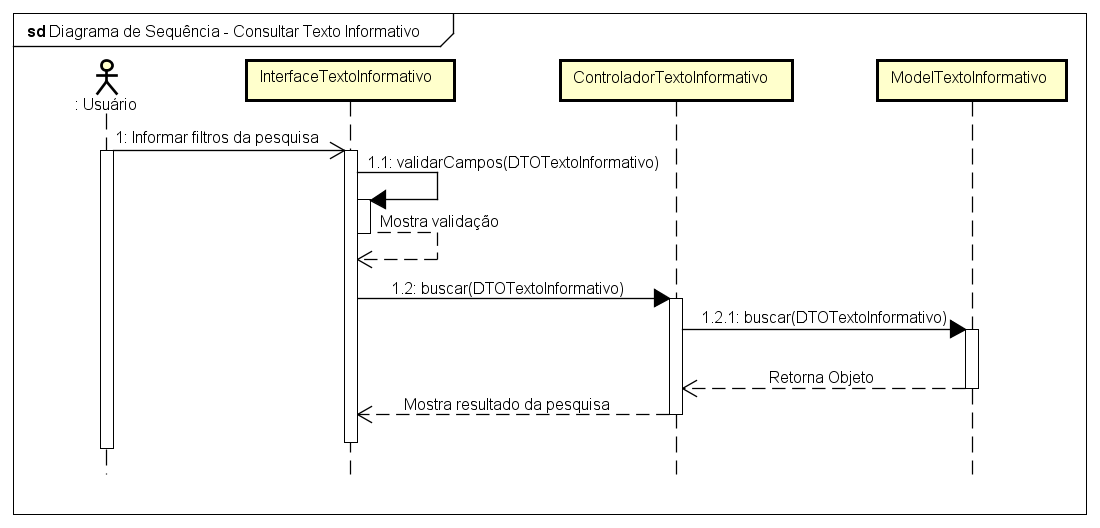 sd Diagrama de Sequência - Consultar Texto Informativo
: Usuário
InterfaceTextoInformativo
ControladorTextoInformativo
ModelTextoInformativo
1: Informar filtros da pesquisa
1.1: validarCampos(DTOTextoInformativo)
Mostra validação
1.2: buscar(DTOTextoInformativo)
1.2.1: buscar(DTOTextoInformativo)
Retorna Objeto
Mostra resultado da pesquisa